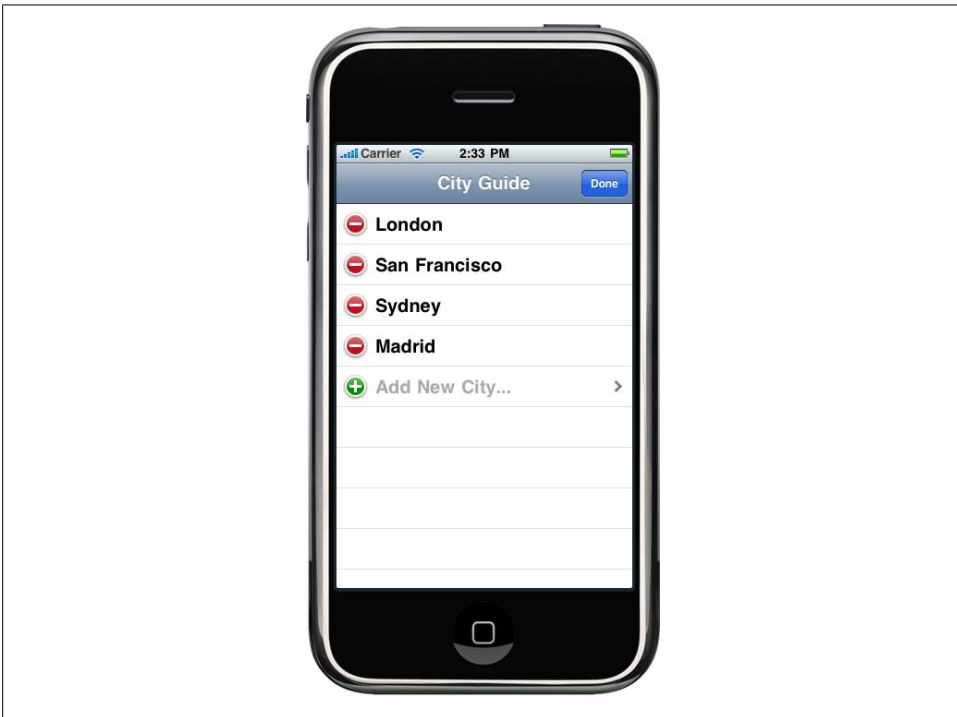 Carrier 2:33 PM
City Guide Done
London
San Francisco
Sydney
Madrid
Add New City...